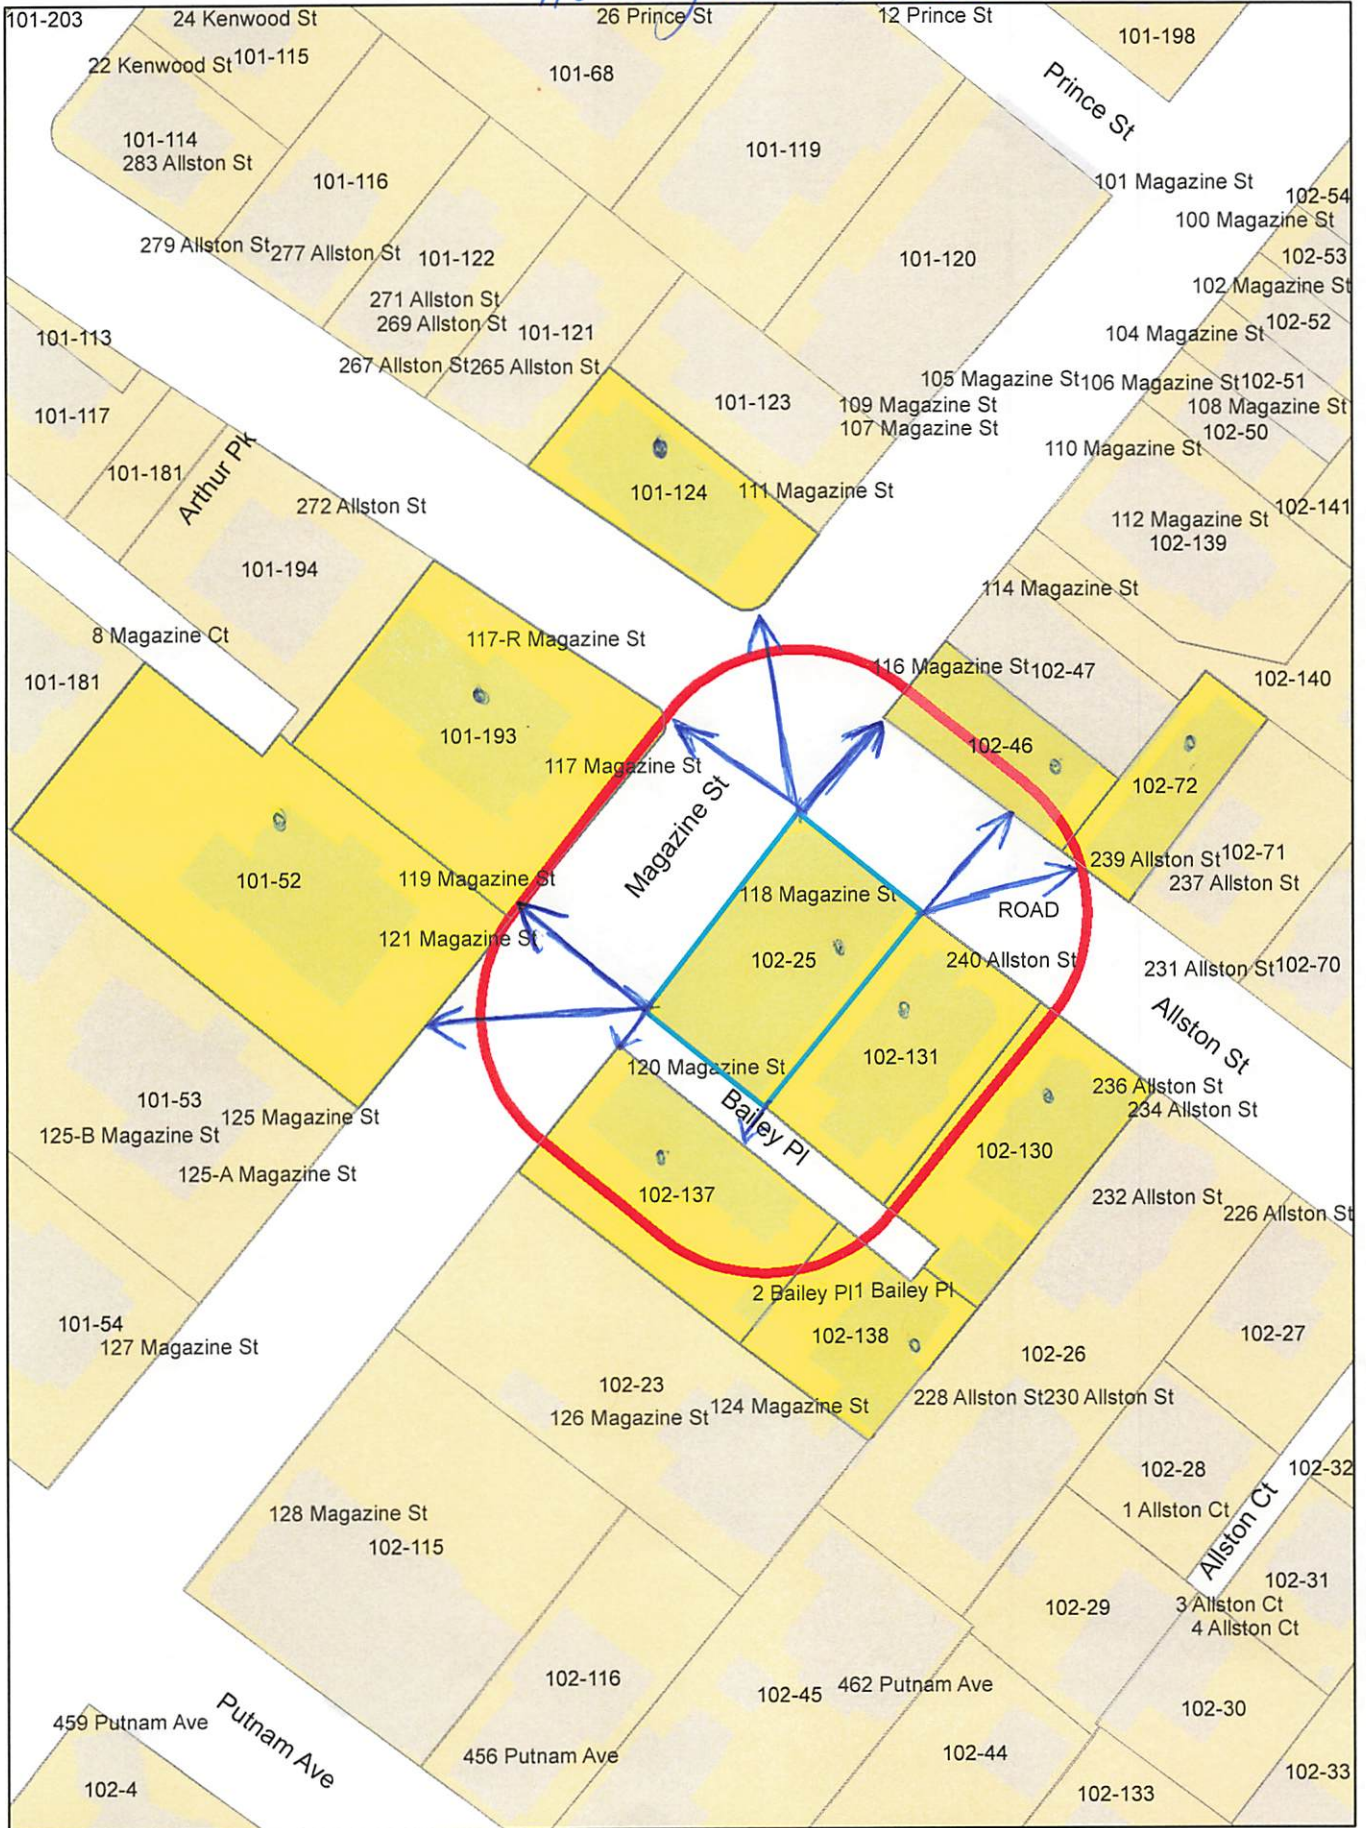 101-203
24 Kenwood St
26 Prince St
12 Prince St
101-198
22 Kenwood St
101-115
101-68
Prince St
101-114
283 Allston St
101-116
101-119
101 Magazine St
102-54
100 Magazine St
279 Allston St
277 Allston St
101-122
101-120
102-53
102 Magazine St
271 Allston St
269 Allston St
101-121
104 Magazine St
102-52
101-113
267 Allston St
265 Allston St
105 Magazine St
106 Magazine St
102-51
101-117
101-123
109 Magazine St
107 Magazine St
108 Magazine St
102-50
110 Magazine St
101-181
Arthur Pk
272 Allston St
101-124
111 Magazine St
112 Magazine St
102-139
102-141
101-194
114 Magazine St
8 Magazine Ct
117-R Magazine St
116 Magazine St
102-47
101-181
102-140
101-193
117 Magazine St
102-46
102-72
Magazine St
101-52
119 Magazine St
118 Magazine St
239 Allston St
102-71
237 Allston St
ROAD
121 Magazine St
102-25
240 Allston St
231 Allston St
102-70
Allston St
120 Magazine St
102-131
101-53
125 Magazine St
125-B Magazine St
Bailey Pl
236 Allston St
234 Allston St
125-A Magazine St
102-137
102-130
232 Allston St
226 Allston St
2 Bailey Pl
1 Bailey Pl
101-54
127 Magazine St
102-138
102-26
102-27
102-23
126 Magazine St
124 Magazine St
228 Allston St
230 Allston St
102-28
102-32
1 Allston Ct
Allston Ct
128 Magazine St
102-115
102-31
102-29
3 Allston Ct
4 Allston Ct
102-116
102-45
462 Putnam Ave
102-30
459 Putnam Ave
Putnam Ave
456 Putnam Ave
102-44
102-4
102-133
102-33